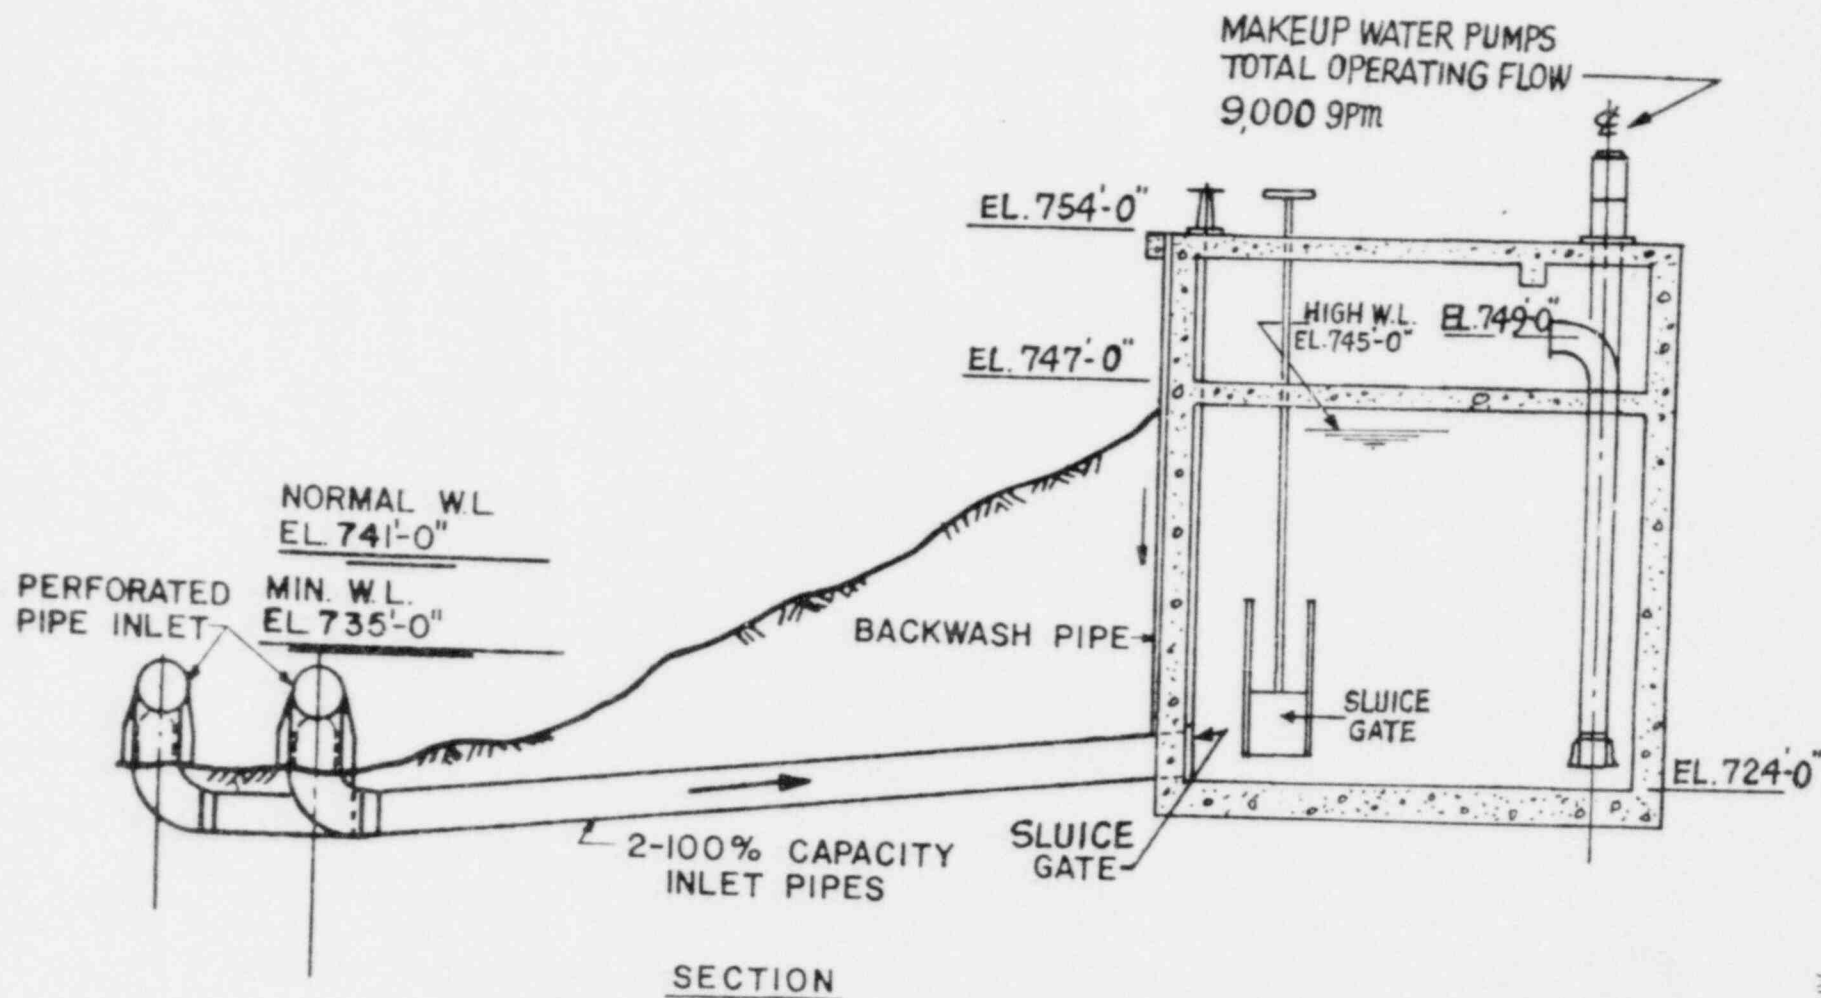 MAKEUP WATER PUMPS
TOTAL OPERATING FLOW
9,000 gpm
EL. 754'-0"
HIGH W.L.
EL. 745'-0"
EL. 749'-0"
EL. 747'-0"
NORMAL W.L
EL. 741'-0"
PERFORATED
PIPE INLET
MIN. W.L.
EL 735'-0"
BACKWASH PIPE
SLUICE
GATE
EL. 724'-0"
2-100% CAPACITY
INLET PIPES
SLUICE
GATE
SECTION